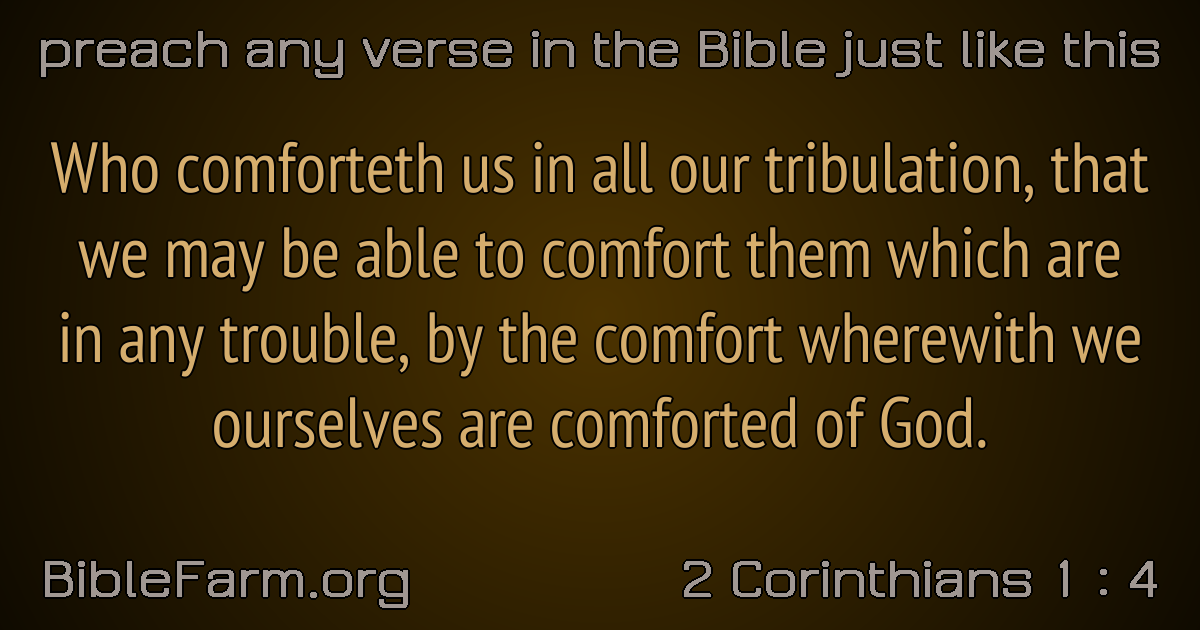 preach any verse in the Bible just like this
Who comforteth us in all our tribulation, that
we may be able to comfort them which are
in any trouble, by the comfort wherewith we
ourselves are comforted of God.
BibleFarm.org
2 Corinthians 1 : 4